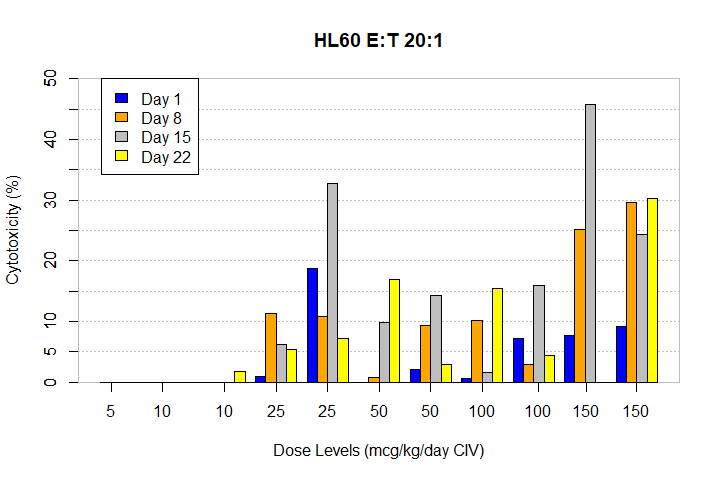 HL60 E:T 20:1
Cytotoxicity (%)
50
40
30
20
10
5
0
Day 1
Day 8
Day 15
Day 22
5 10 10 25 25 50 50 100 100 150 150
Dose Levels (mcg/kg/day CIV)